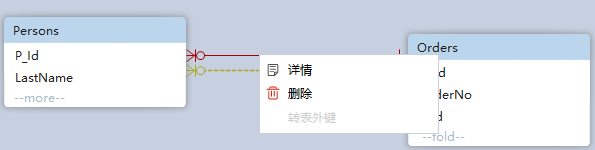 Persons
P_Id
LastName
--more--
详情
删除
转表外键
Orders
--fold--